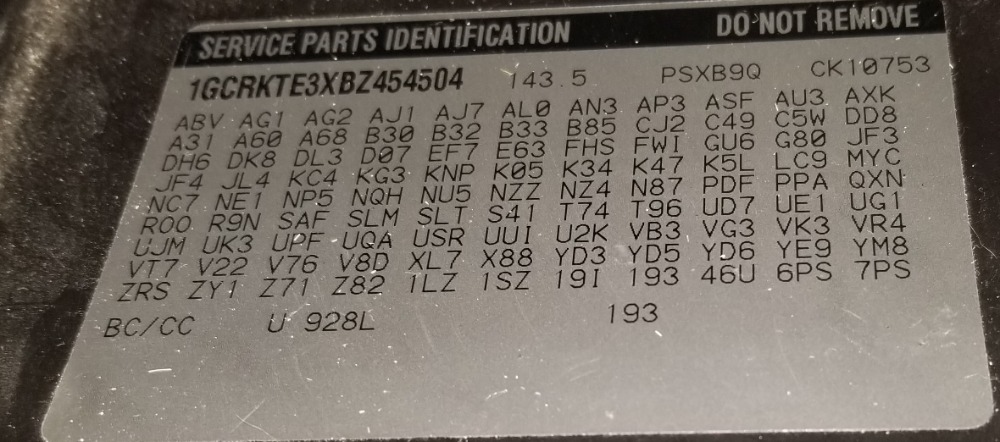 SERVICE PARTS IDENTIFICATION DO NOT REMOVE
1GCRKTE3XBZ454504 143.5 PSXB9Q CK10753
ABV AG1 AG2 AJ1 AJ7 AL0 AN3 AP3 ASF AU3 AXK
A31 A60 A68 B30 B32 B33 B85 CJ2 C49 C5W DD8
DH6 DK8 DL3 D07 EF7 E63 FHS FWI GU6 G80 JF3
JF4 JL4 KC4 KG3 KNP K05 K34 K47 K5L LC9 MYC
NC7 NE1 NP5 NQH NU5 NZZ NZ4 N87 PDF PPA QXN
ROO R9N SAF SLM SLT S41 T74 T96 UD7 UE1 UG1
UJM UK3 UPF UQA USR UUI U2K VB3 VG3 VK3 VR4
VT7 V22 V76 V8D XL7 X88 YD3 YD5 YD6 YE9 YM8
ZRS ZY1 Z71 Z82 1LZ 1SZ 19I 193 46U 6PS 7PS
BC/CC U 928L 193